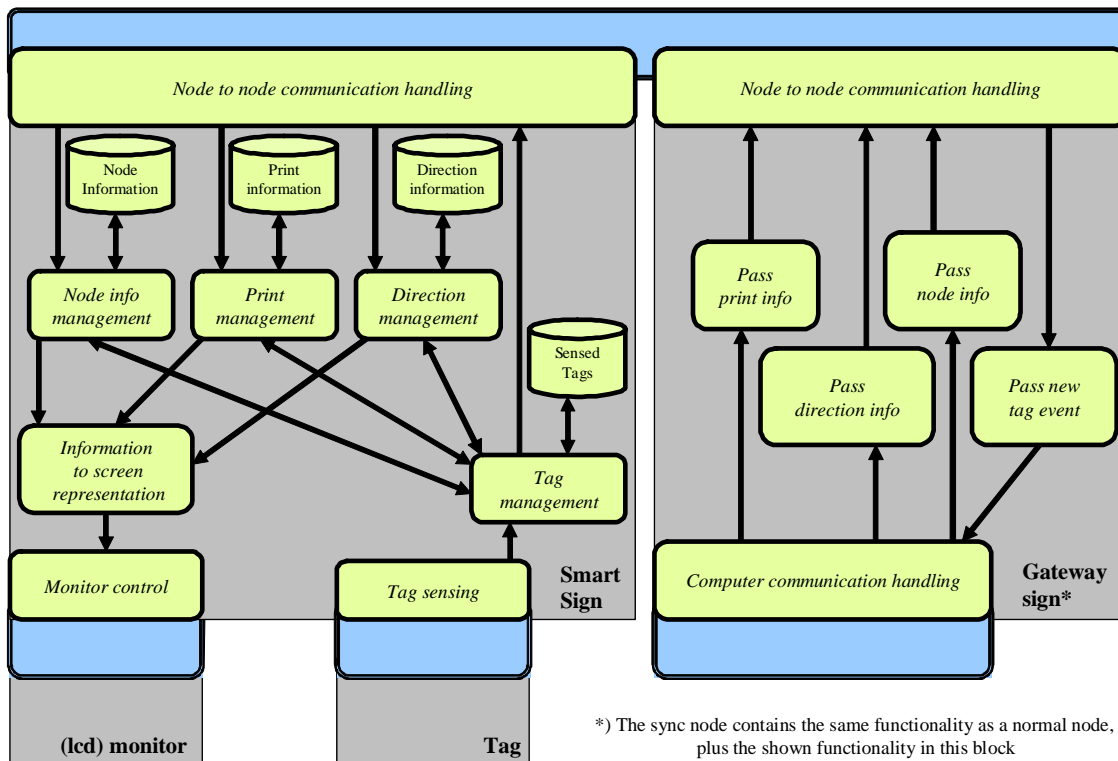 Node to node communication handling
Node to node communication handling
Node
Information
Print
information
Direction
information
Node info
management
Print
management
Direction
management
Sensed
Tags
Information
to screen
representation
Tag
management
Monitor control
Tag sensing
Smart
Sign
Pass
print info
Pass
node info
Pass
direction info
Pass new
tag event
Computer communication handling
Gateway
sign*
(lcd) monitor
Tag
*) The sync node contains the same functionality as a normal node,
plus the shown functionality in this block